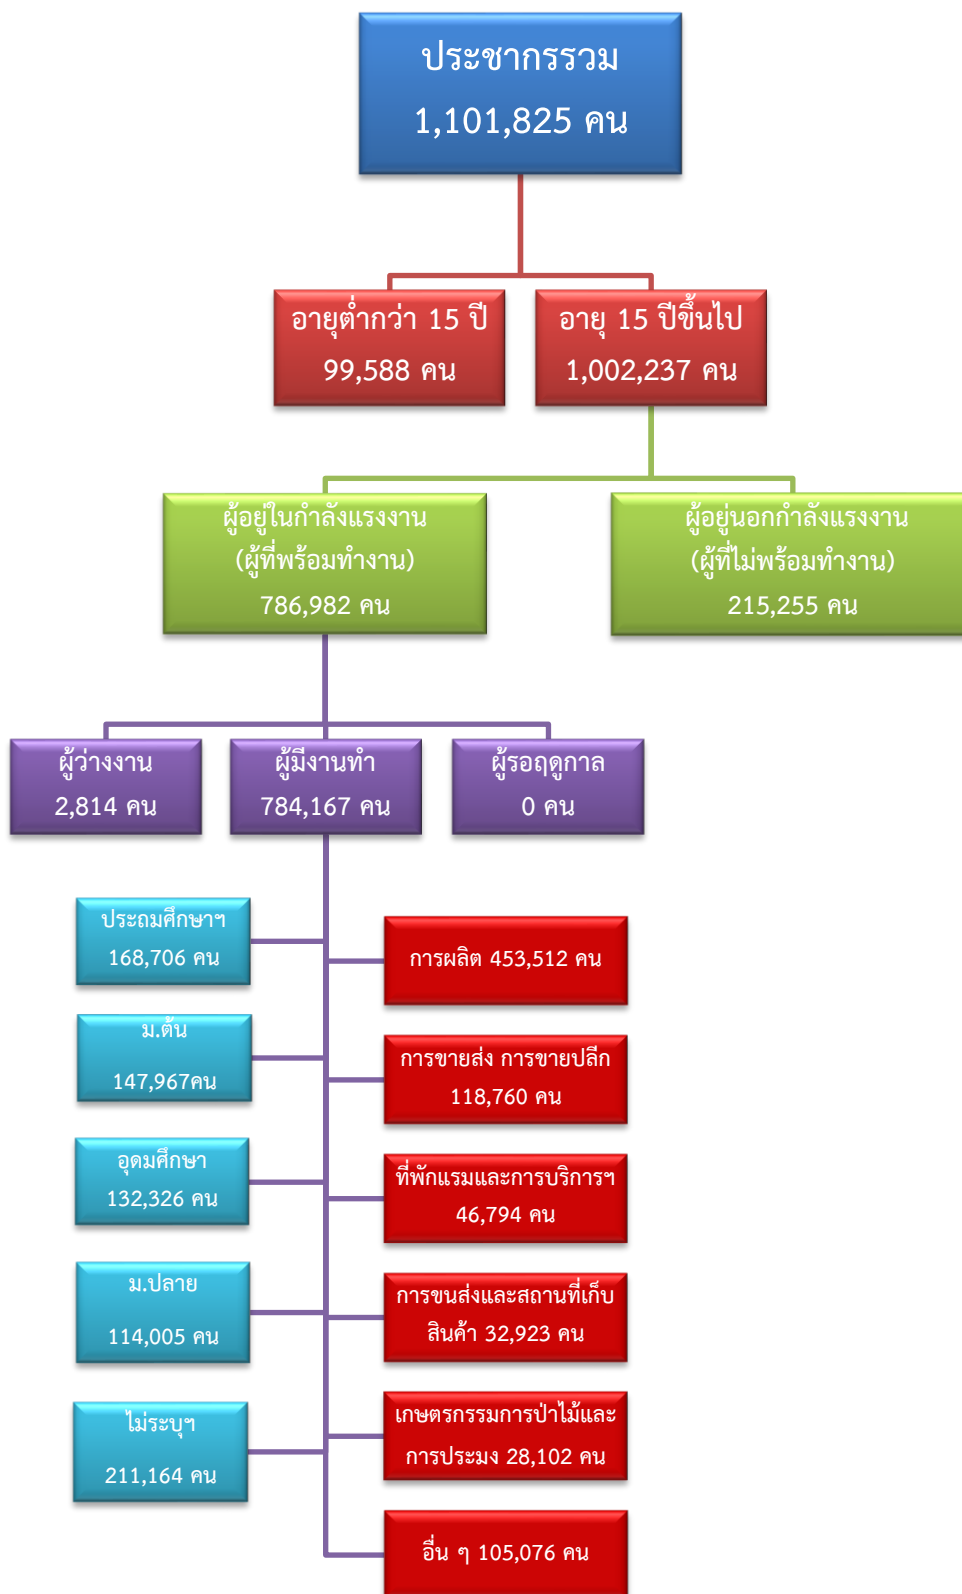 ประชากรรวม
1,101,825 คน
อายุต่ำกว่า 15 ปี
99,588 คน
อายุ 15 ปีขึ้นไป
1,002,237 คน
ผู้อยู่ในกำลังแรงงาน
(ผู้ที่พร้อมทำงาน)
786,982 คน
ผู้อยู่นอกกำลังแรงงาน
(ผู้ที่ไม่พร้อมทำงาน)
215,255 คน
ผู้ว่างงาน
2,814 คน
ผู้มีงานทำ
784,167 คน
ผู้รอฤดูกาล
0 คน
ประถมศึกษาฯ
168,706 คน
ม.ต้น
147,967คน
อุดมศึกษา
132,326 คน
ม.ปลาย
114,005 คน
ไม่ระบุฯ
211,164 คน
การผลิต 453,512 คน
การขายส่ง การขายปลีก
118,760 คน
ที่พักแรมและการบริการฯ
46,794 คน
การขนส่งและสถานที่เก็บ
สินค้า 32,923 คน
เกษตรกรรมการป่าไม้และ
การประมง 28,102 คน
อื่น ๆ 105,076 คน